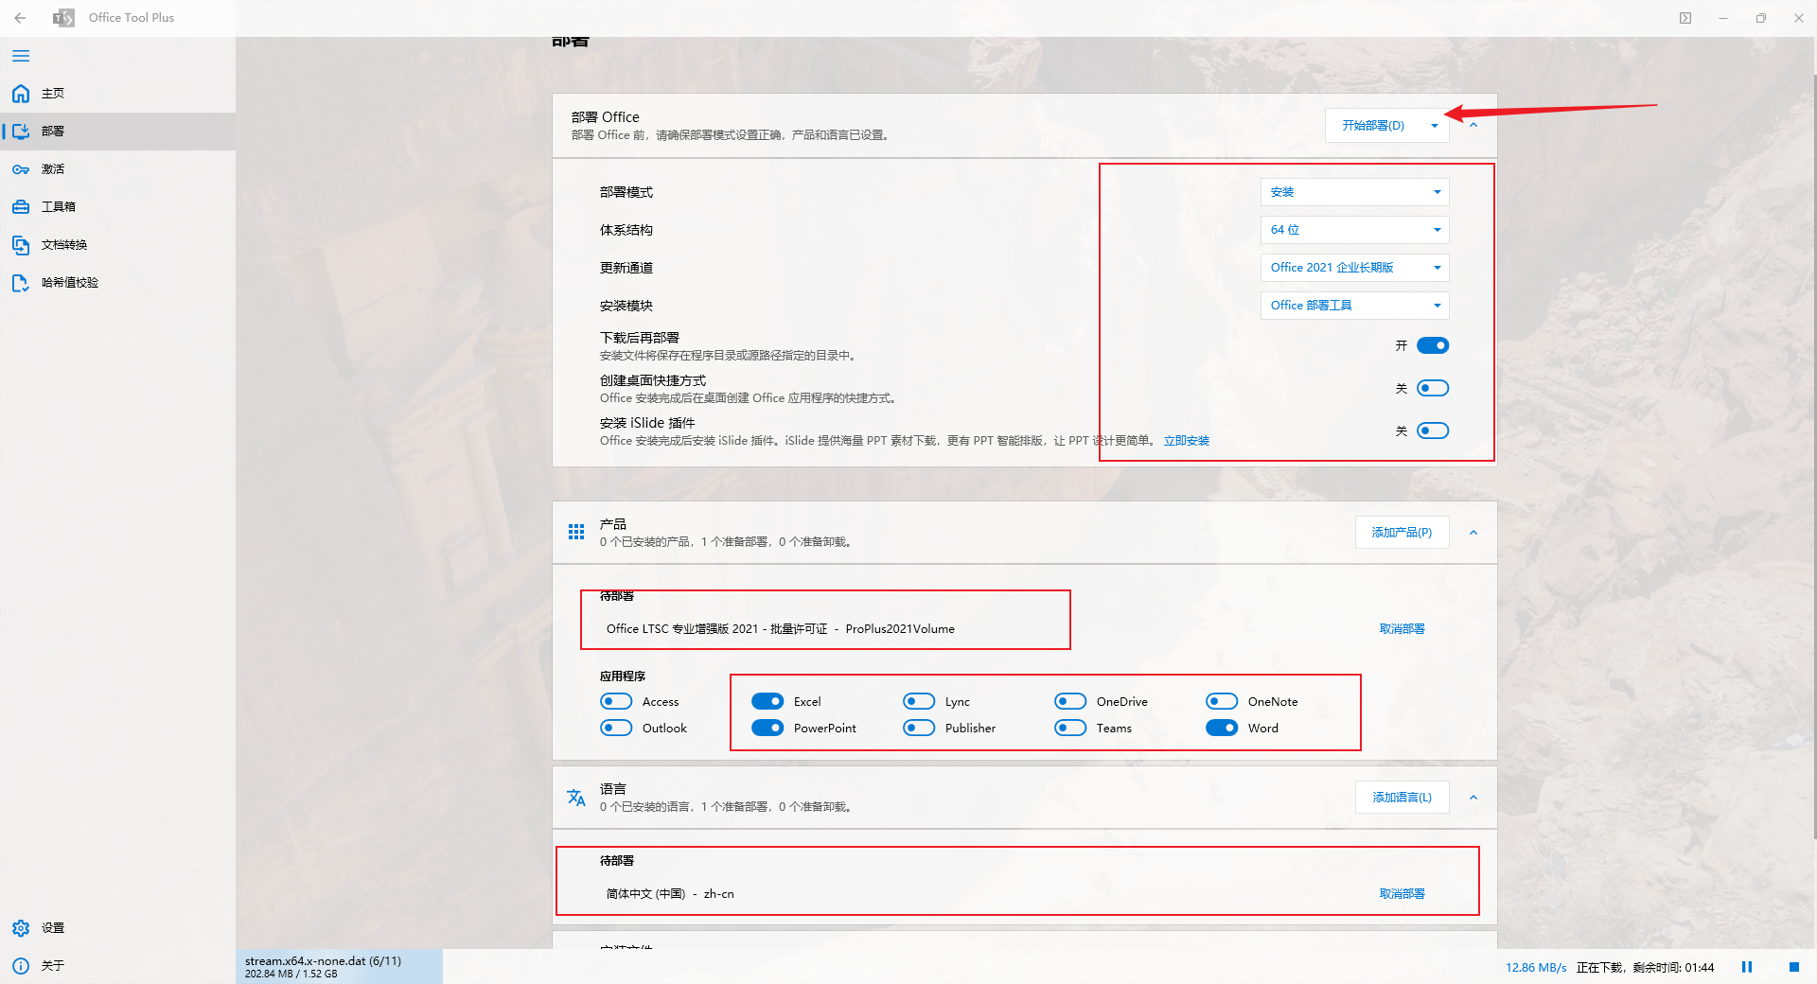 Office Tool Plus
主页
部署
激活
工具箱
文档转换
哈希值校验
设置
关于
部署
部署 Office
部署 Office 前，请确保部署模式设置正确，产品和语言已设置。
开始部署(D)
部署模式
安装
体系结构
64 位
更新通道
Office 2021 企业长期版
安装模块
Office 部署工具
下载后再部署
安装文件将保存在程序目录或源路径指定的目录中。
开
创建桌面快捷方式
Office 安装完成后在桌面创建 Office 应用程序的快捷方式。
关
安装 iSlide 插件
Office 安装完成后安装 iSlide 插件。iSlide 提供海量 PPT 素材下载，更有 PPT 智能排版，让 PPT 设计更简单。 立即安装
关
产品
0 个已安装的产品，1 个准备部署，0 个准备卸载。
添加产品(P)
待部署
Office LTSC 专业增强版 2021 - 批量许可证 - ProPlus2021Volume
取消部署
应用程序
Access Excel Lync OneDrive OneNote
Outlook PowerPoint Publisher Teams Word
语言
0 个已安装的语言，1 个准备部署，0 个准备卸载。
添加语言(L)
待部署
简体中文 (中国) - zh-cn
取消部署
安装文件
stream.x64.x-none.dat (6/11)
202.84 MB / 1.52 GB
12.86 MB/s 正在下载，剩余时间: 01:44